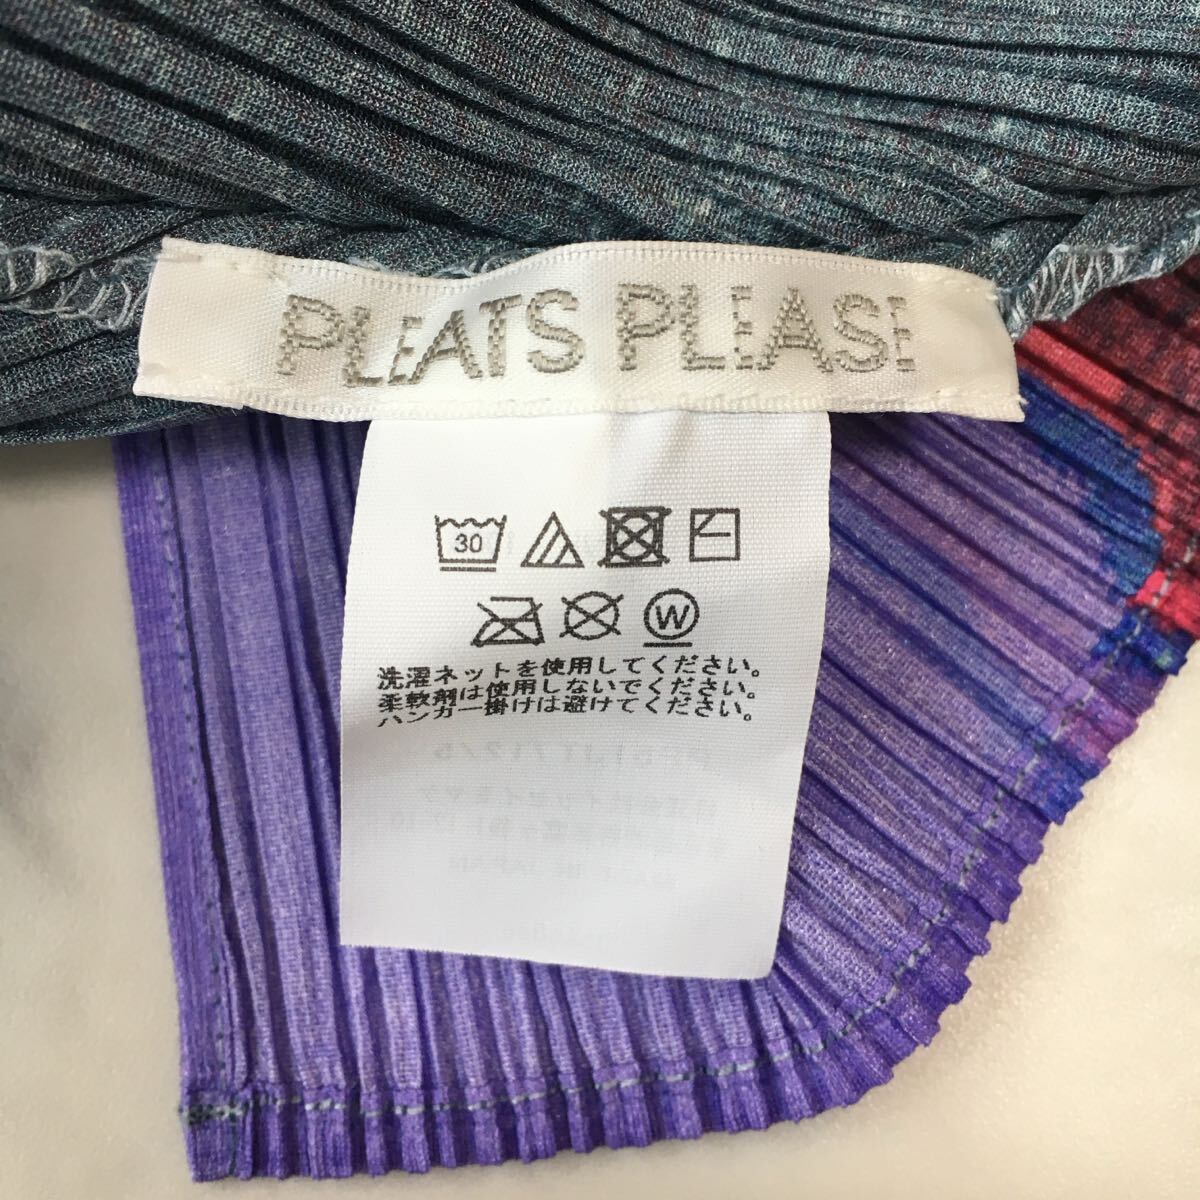 PLEATS PLEASE
30
W
洗濯ネットを使用してください。
柔軟剤は使用しないでください。
ハンガー掛けは避けてください。